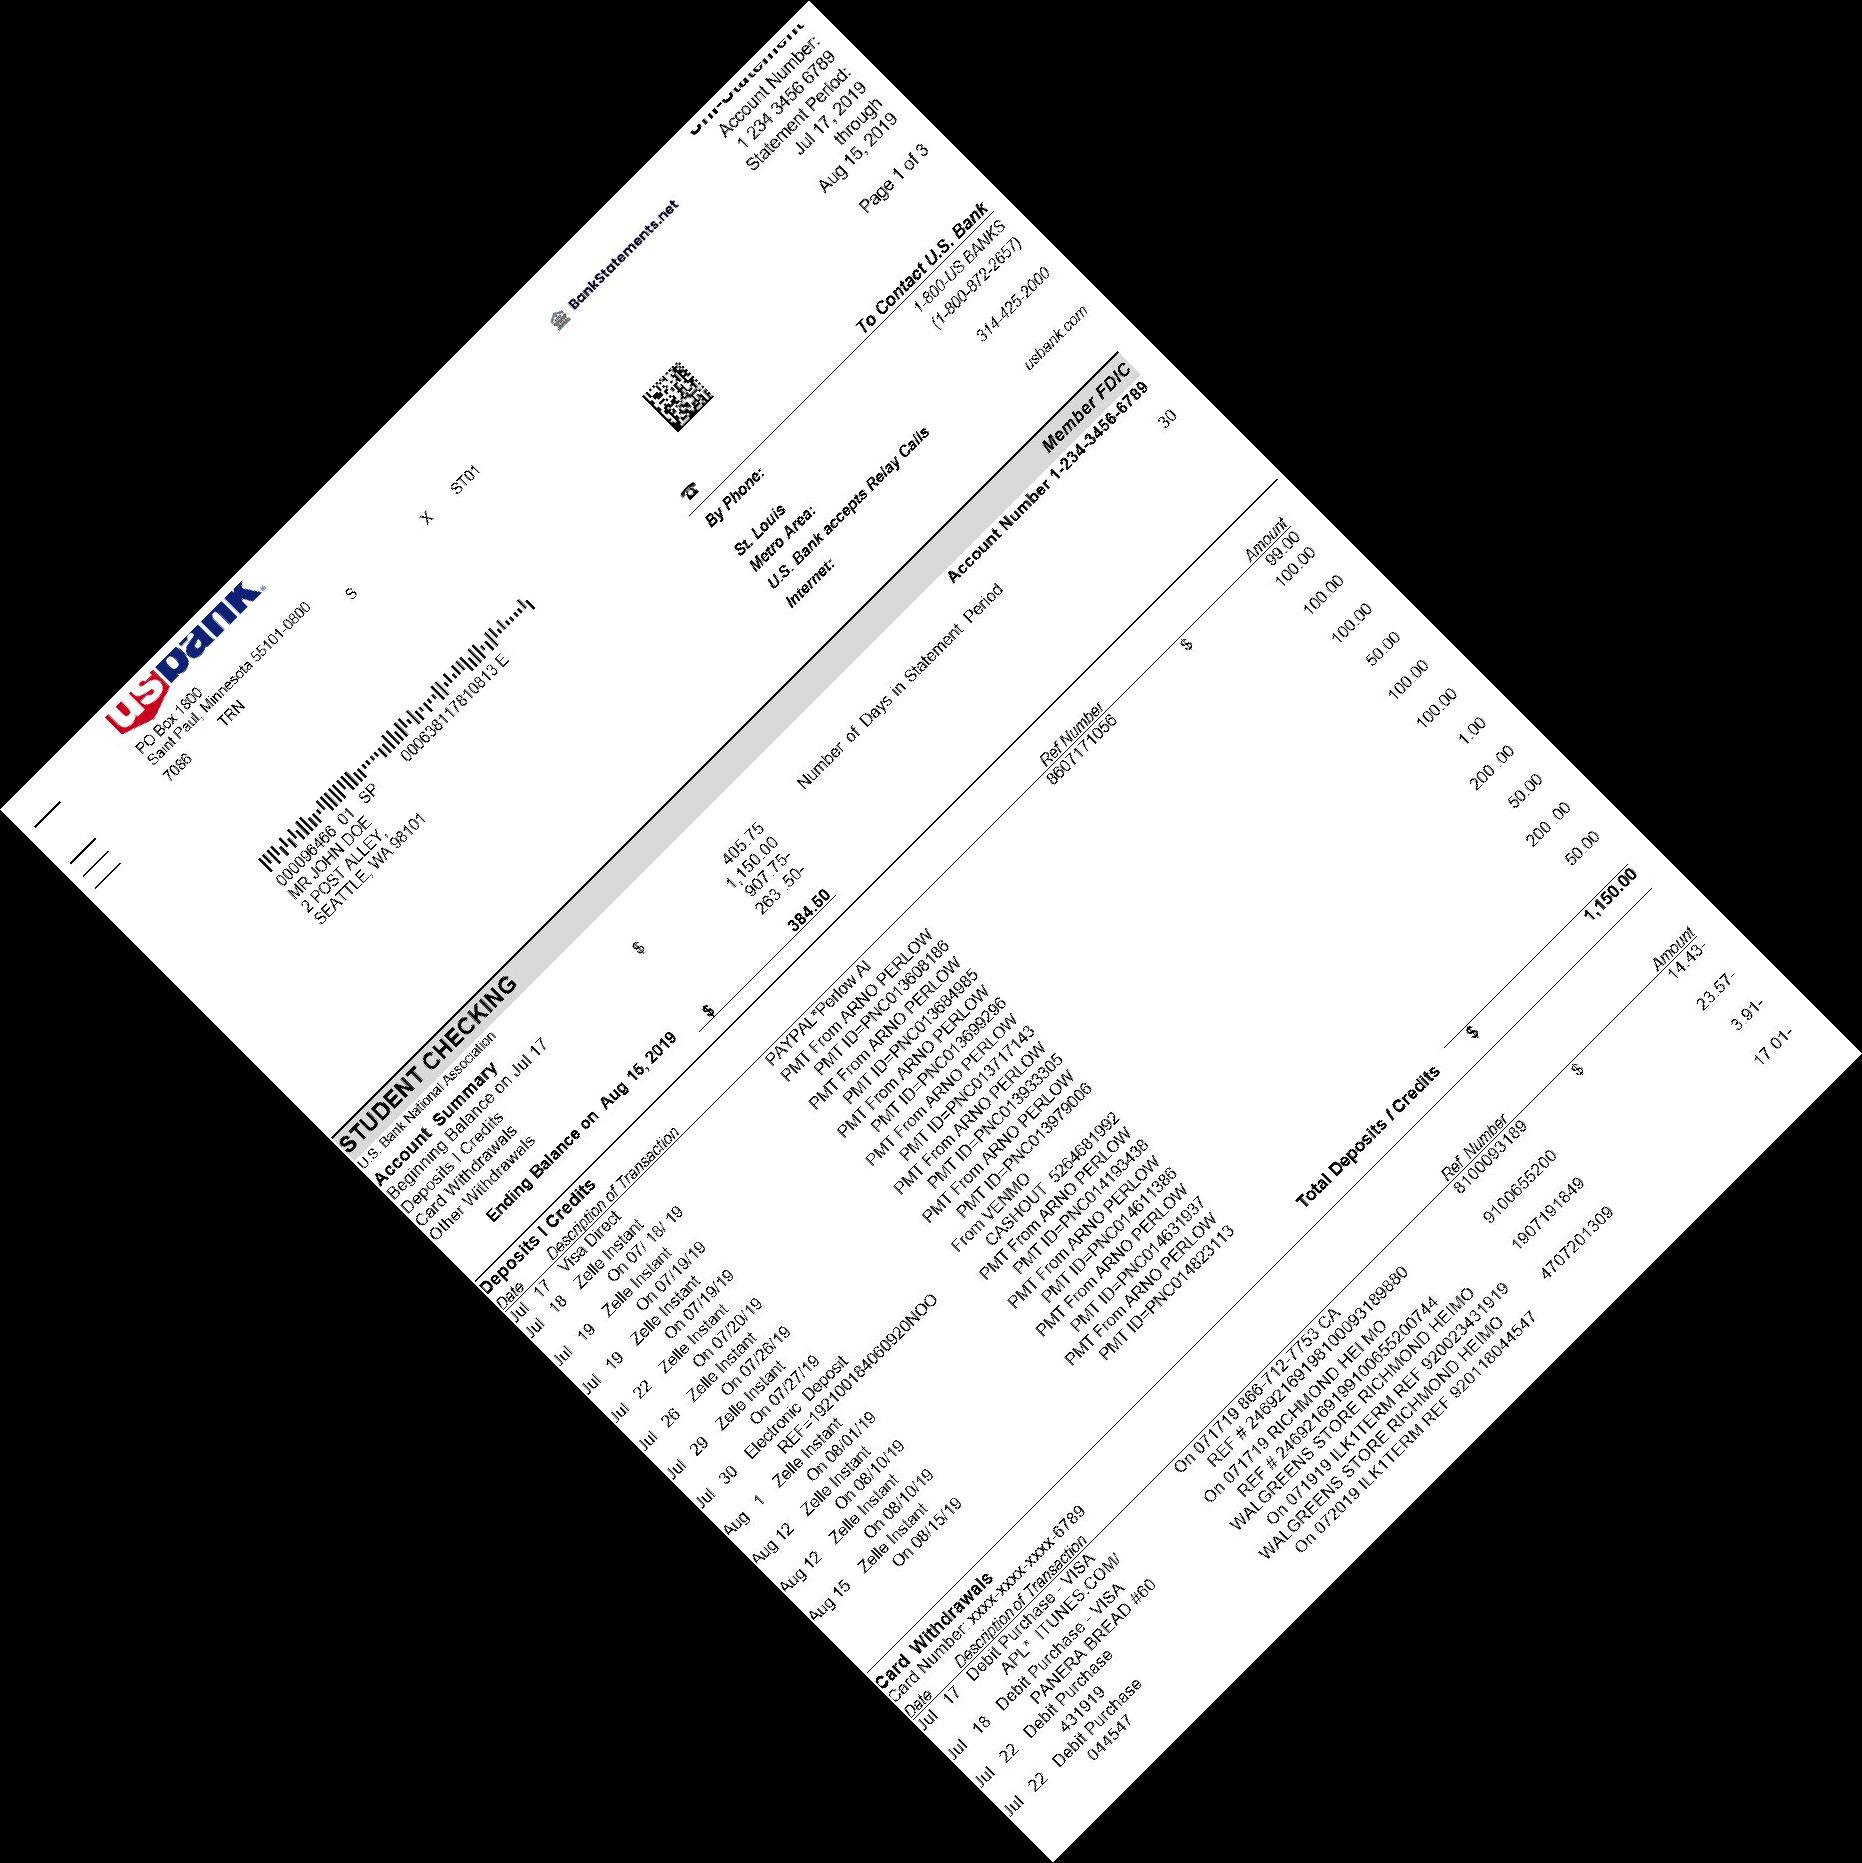 usbank
PO Box 1800
Saint Paul, Minnesota 55101-0800
7086 TRN S X ST01
BankStatements.net
Uni-Statement
Account Number:
1 234 3456 6789
Statement Period:
Jul 17, 2019
through
Aug 15, 2019
Page 1 of 3
000638117810813 E
000096466 01 SP
MR JOHN DOE
2 POST ALLEY,
SEATTLE, WA 98101
To Contact U.S. Bank
By Phone: 1-800-US BANKS
(1-800-872-2657)
St. Louis
Metro Area: 314-425-2000
U.S. Bank accepts Relay Calls
Internet: usbank.com
STUDENT CHECKING Member FDIC
U.S. Bank National Association Account Number 1-234-3456-6789
Account Summary
Beginning Balance on Jul 17 $ 405.75 Number of Days in Statement Period 30
Deposits I Credits 1,150.00
Card Withdrawals 907.75-
Other Withdrawals 263 .50-
Ending Balance on Aug 15, 2019 $ 384.50
Deposits I Credits
Date Description of Transaction Ref Number Amount
Jul 17 Visa Direct PAYPAL*Perlow Al 8607171056 $ 99.00
Jul 18 Zelle Instant PMT From ARNO PERLOW 100.00
On 07/ 18/ 19 PMT ID=PNC013608186
Jul 19 Zelle Instant PMT From ARNO PERLOW 100.00
On 07/19/19 PMT ID=PNC013684985
Jul 19 Zelle Instant PMT From ARNO PERLOW 100.00
On 07/19/19 PMT ID=PNC013699296
Jul 22 Zelle Instant PMT From ARNO PERLOW 50.00
On 07/20/19 PMT ID=PNC013717143
Jul 26 Zelle Instant PMT From ARNO PERLOW 100.00
On 07/26/19 PMT ID=PNC013933305
Jul 29 Zelle Instant PMT From ARNO PERLOW 100.00
On 07/27/19 PMT ID=PNC013979006
Jul 30 Electronic Deposit From VENMO 1.00
REF=192100184060920NOO CASHOUT 5264681992
Aug 1 Zelle Instant PMT From ARNO PERLOW 200 .00
On 08/01/19 PMT ID=PNC014193438
Aug 12 Zelle Instant PMT From ARNO PERLOW 50.00
On 08/10/19 PMT ID=PNC014611386
Aug 12 Zelle Instant PMT From ARNO PERLOW 200 .00
On 08/10/19 PMT ID=PNC014631937
Aug 15 Zelle Instant PMT From ARNO PERLOW 50.00
On 08/15/19 PMT ID=PNC014823113
Total Deposits / Credits $ 1,150.00
Card Withdrawals
Card Number: xxxx-xxxx-xxxx-6789
Date Description of Transaction Ref Number Amount
Jul 17 Debit Purchase - VISA On 071719 866-712-7753 CA 8100093189 $ 14.43-
APL* ITUNES.COM/ REF # 24692169198100093189880
Jul 18 Debit Purchase - VISA On 071719 RICHMOND HEI MO 9100655200 23.57-
PANERA BREAD #60 REF # 24692169199100655200744
Jul 22 Debit Purchase WALGREENS STORE RICHMOND HEIMO 1907191849 3.91-
431919 On 071919 ILK1TERM REF 92002343 1919
Jul 22 Debit Purchase WALGREENS STORE RICHMOND HEIMO 4707201309 17.01-
044547 On 072019 ILK1TERM REF 920118044547